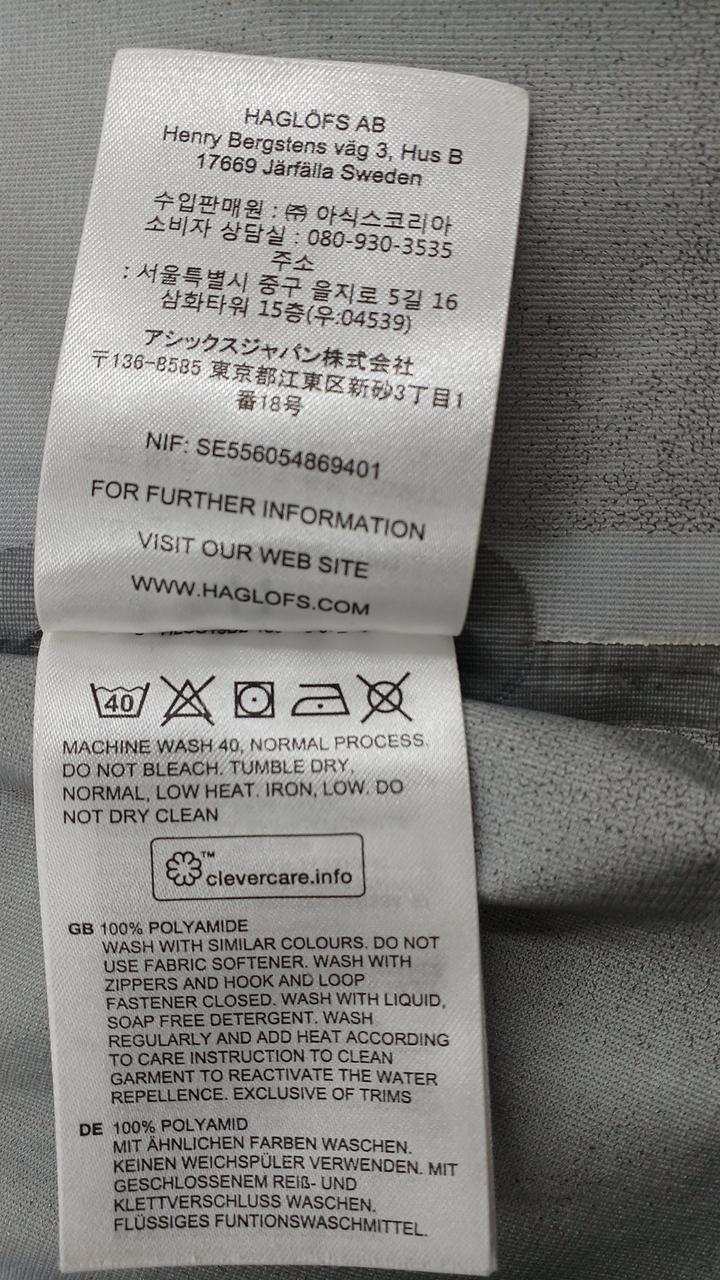 HAGLÖFS AB
Henry Bergstens väg 3, Hus B
17669 Järfälla Sweden
수입판매원 : ㈜ 아식스코리아
소비자 상담실 : 080-930-3535
주소
: 서울특별시 중구 을지로 5길 16
삼화타워 15층(우:04539)
アシックスジャパン株式会社
〒136-8585 東京都江東区新砂3丁目1
番18号
NIF: SE556054869401
FOR FURTHER INFORMATION
VISIT OUR WEB SITE
WWW.HAGLOFS.COM
40
MACHINE WASH 40, NORMAL PROCESS.
DO NOT BLEACH. TUMBLE DRY,
NORMAL, LOW HEAT. IRON, LOW. DO
NOT DRY CLEAN
™
clevercare.info
GB 100% POLYAMIDE
WASH WITH SIMILAR COLOURS. DO NOT
USE FABRIC SOFTENER. WASH WITH
ZIPPERS AND HOOK AND LOOP
FASTENER CLOSED. WASH WITH LIQUID,
SOAP FREE DETERGENT. WASH
REGULARLY AND ADD HEAT ACCORDING
TO CARE INSTRUCTION TO CLEAN
GARMENT TO REACTIVATE THE WATER
REPELLENCE. EXCLUSIVE OF TRIMS
DE 100% POLYAMID
MIT ÄHNLICHEN FARBEN WASCHEN.
KEINEN WEICHSPÜLER VERWENDEN. MIT
GESCHLOSSENEM REIß- UND
KLETTVERSCHLUSS WASCHEN.
FLÜSSIGES FUNTIONSWASCHMITTEL.